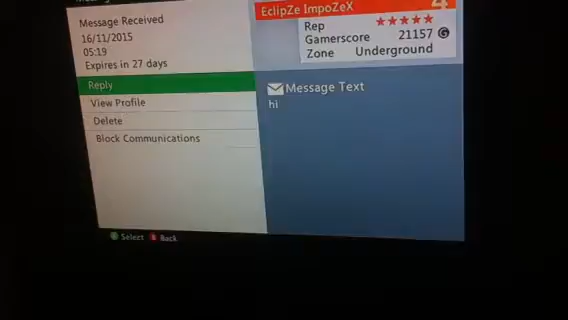 Message Received
16/11/2015
05:19
Expires in 27 days
Reply
View Profile
Delete
Block Communications
Select
Back
EclipZe ImpoZeX
Rep ★★★★★
Gamerscore 21157 G
Zone Underground
Message Text
hi